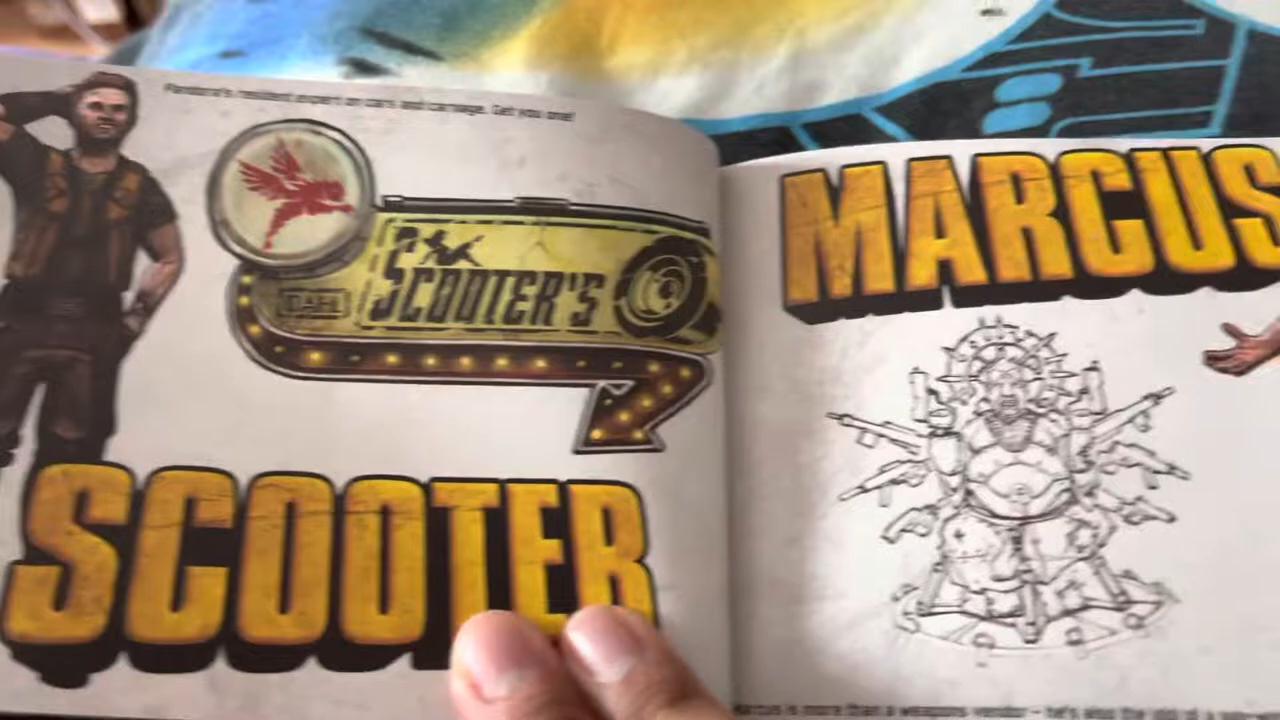 Pandora's resident expert on cars and carnage. Get you one!
SCOOTER'S
DAHL
SCOOTER
MARCUS
Marcus is more than a weapons vendor – he's also the